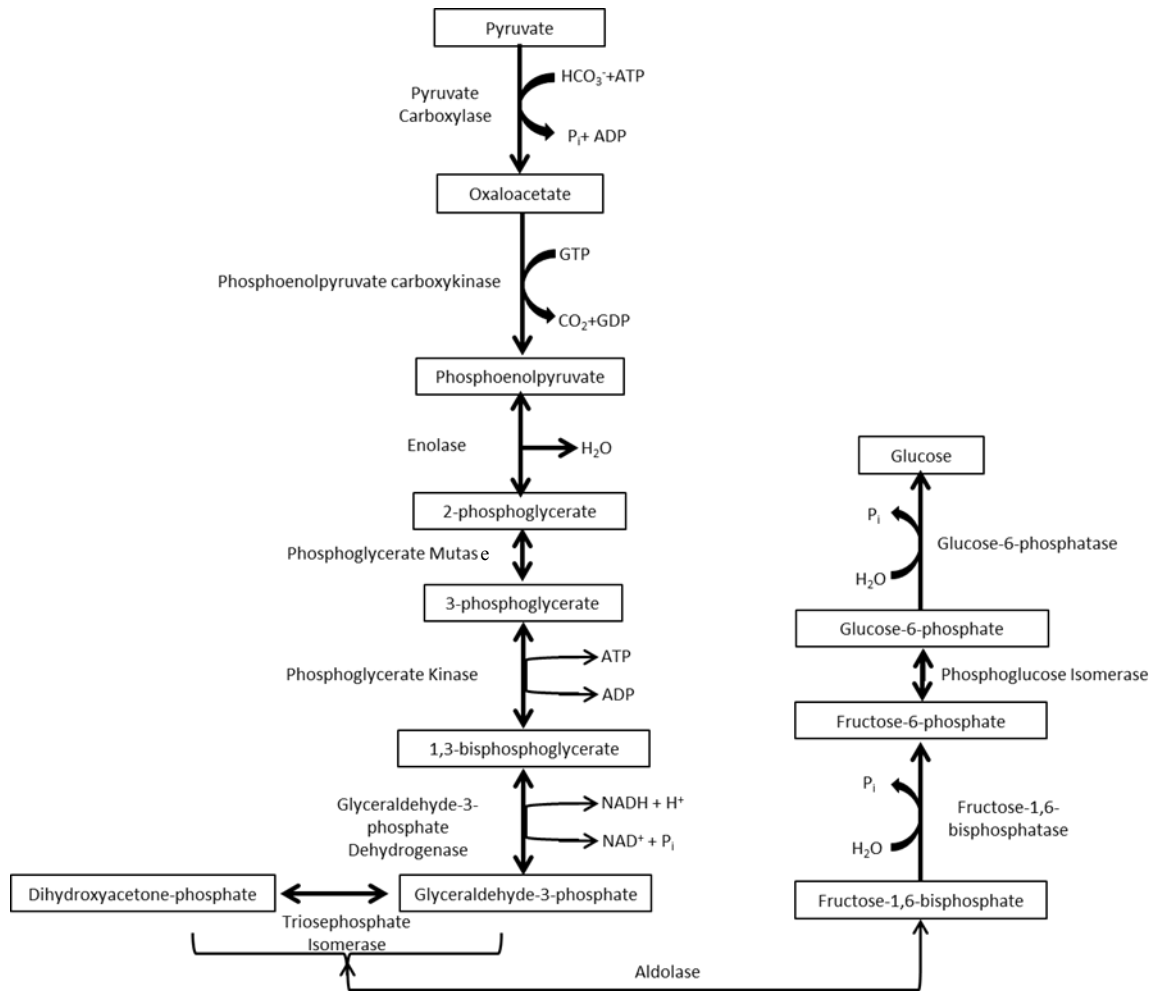 Pyruvate
HCO₃⁻+ATP
Pyruvate
Carboxylase
Pᵢ+ ADP
Oxaloacetate
GTP
Phosphoenolpyruvate carboxykinase
CO₂+GDP
Phosphoenolpyruvate
Enolase
H₂O
2-phosphoglycerate
Phosphoglycerate Mutase
3-phosphoglycerate
ATP
Phosphoglycerate Kinase
ADP
1,3-bisphosphoglycerate
Glyceraldehyde-3-
phosphate
Dehydrogenase
NADH + H⁺
NAD⁺ + Pᵢ
Dihydroxyacetone-phosphate
Glyceraldehyde-3-phosphate
Triosephosphate
Isomerase
Aldolase
Glucose
Pᵢ
Glucose-6-phosphatase
H₂O
Glucose-6-phosphate
Phosphoglucose Isomerase
Fructose-6-phosphate
Pᵢ
Fructose-1,6-
bisphosphatase
H₂O
Fructose-1,6-bisphosphate